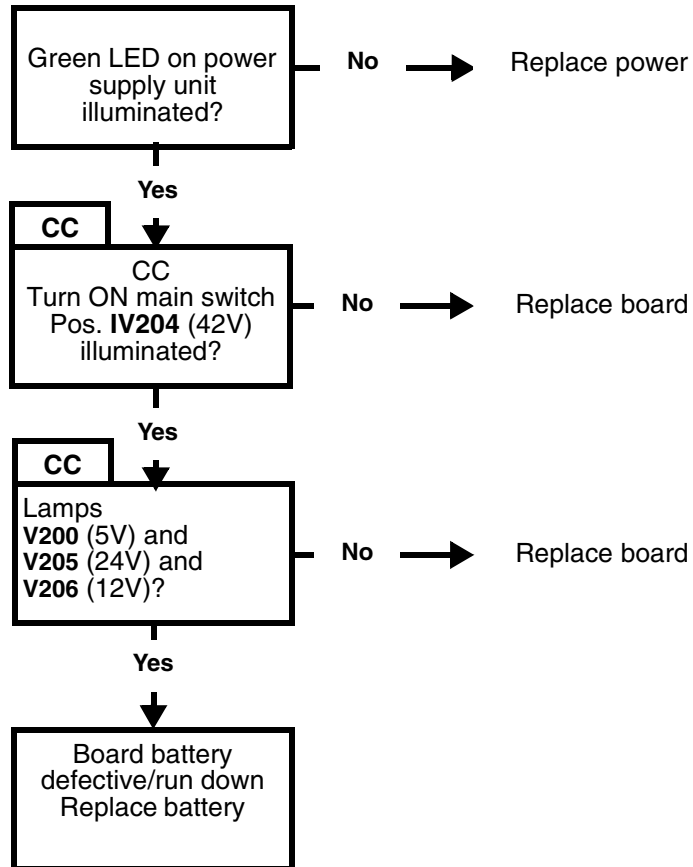 Green LED on power
supply unit
illuminated?
No
Replace power
Yes
CC
CC
Turn ON main switch
Pos. IV204 (42V)
illuminated?
No
Replace board
Yes
CC
Lamps
V200 (5V) and
V205 (24V) and
V206 (12V)?
No
Replace board
Yes
Board battery
defective/run down
Replace battery